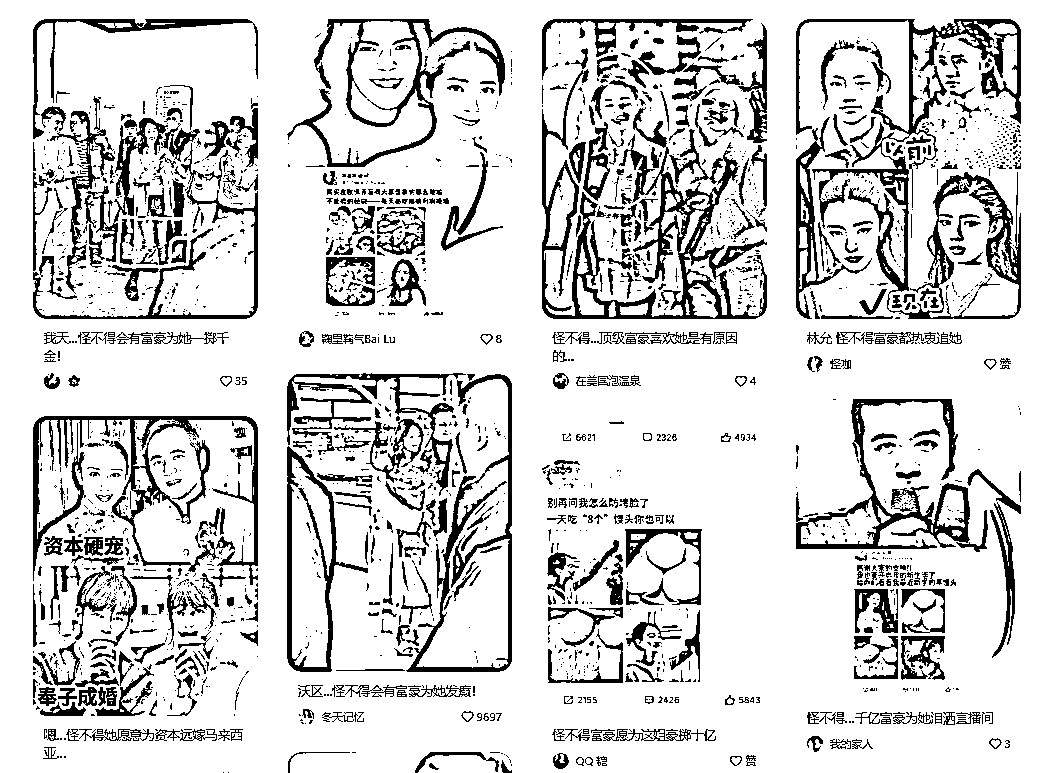 我天...怪不得会有富豪为她一掷千
金!
35
资本硬宠
奉子成婚
嗯...怪不得她愿意为资本远嫁马来西
亚...
鞠里鞠气Bai Lu
8
沃区...怪不得会有富豪为她发癫!
冬天记忆
9697
怪不得...顶级富豪喜欢她是有原因
的...
在美国泡温泉
4
6621
2326
4934
别再问我怎么防垮脸了
一天吃“8个”馒头你也可以
2155
2426
5843
怪不得富豪愿为这姐豪掷十亿
QQ 糖
赞
以前
✓现在
林允 怪不得富豪都热衷追她
怪咖
赞
怪不得...千亿富豪为她泪洒直播间
我的家人
3